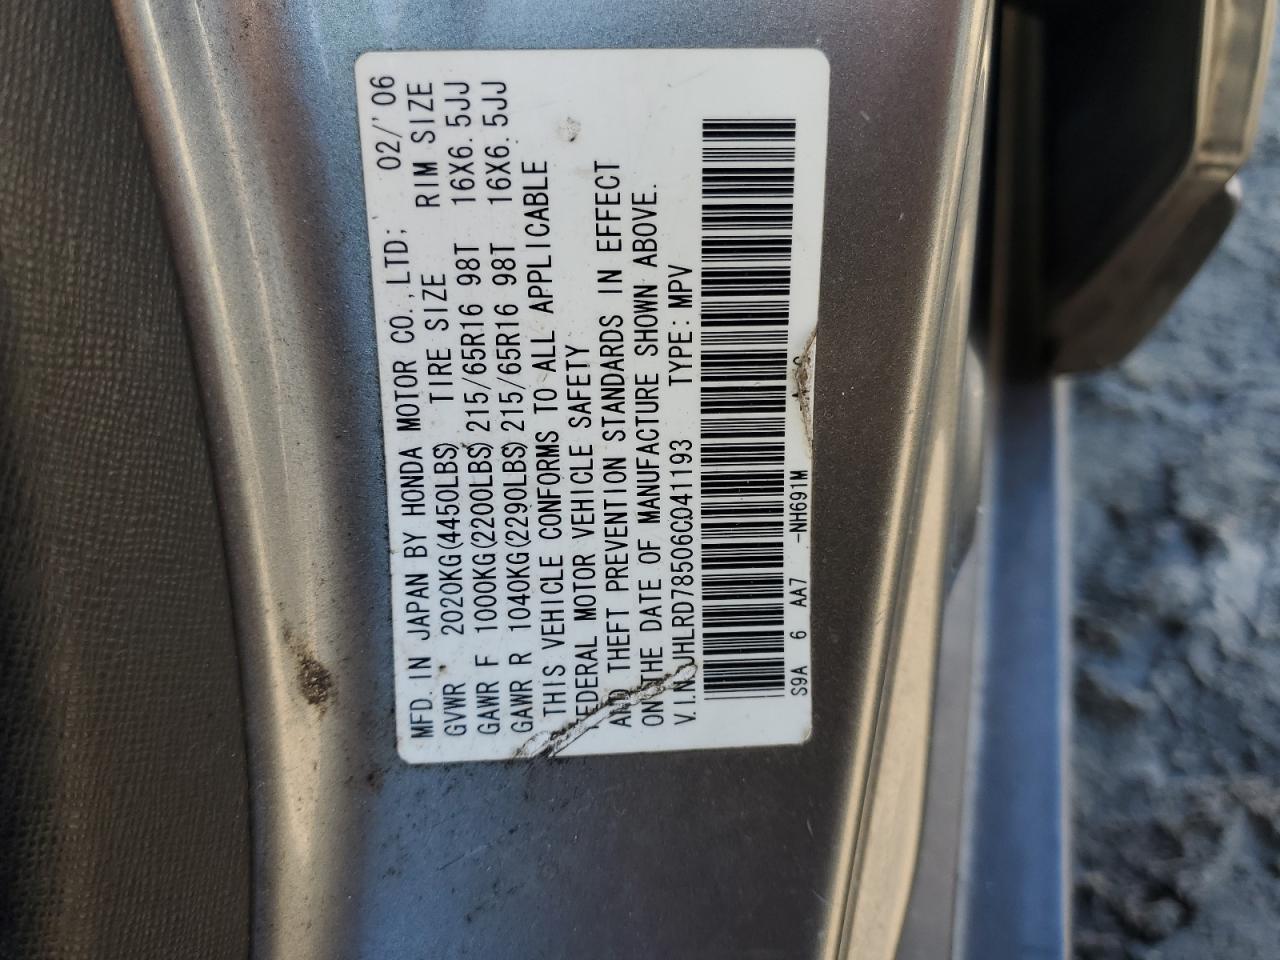 MFD. IN JAPAN BY HONDA MOTOR CO., LTD; 02/'06
GVWR 2020KG(4450LBS) TIRE SIZE RIM SIZE
GAWR F 1000KG(2200LBS) 215/65R16 98T 16X6.5JJ
GAWR R 1040KG(2290LBS) 215/65R16 98T 16X6.5JJ
THIS VEHICLE CONFORMS TO ALL APPLICABLE
FEDERAL MOTOR VEHICLE SAFETY
AND THEFT PREVENTION STANDARDS IN EFFECT
ON THE DATE OF MANUFACTURE SHOWN ABOVE.
V.I.N. JHLRD78506C041193 TYPE: MPV
S9A 6 AA7 -NH691M